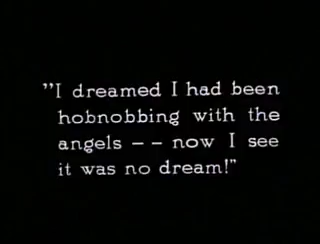 "I dreamed I had been
hobnobbing with the
angels -- now I see
it was no dream!"